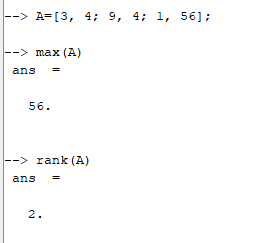 --> A=[3, 4; 9, 4; 1, 56];
--> max(A)
ans  =
56.
--> rank(A)
ans  =
2.